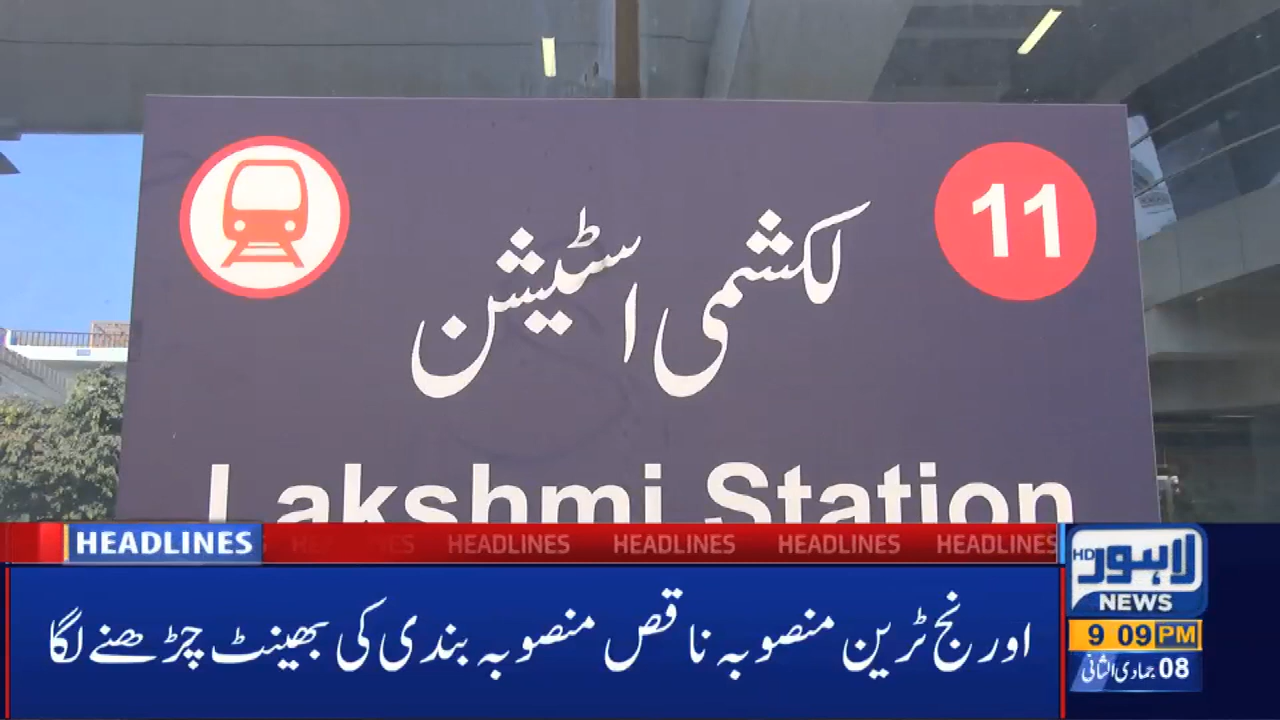 11
لکشمی اسٹیشن
Lakshmi Station
HEADLINES
HEADLINES HEADLINES HEADLINES HEADLINES
اورنج ٹرین منصوبہ ناقص منصوبہ بندی کی بھینٹ چڑھنے لگا
HD لاہور
NEWS
9 09 PM
08 جمادی الثانی